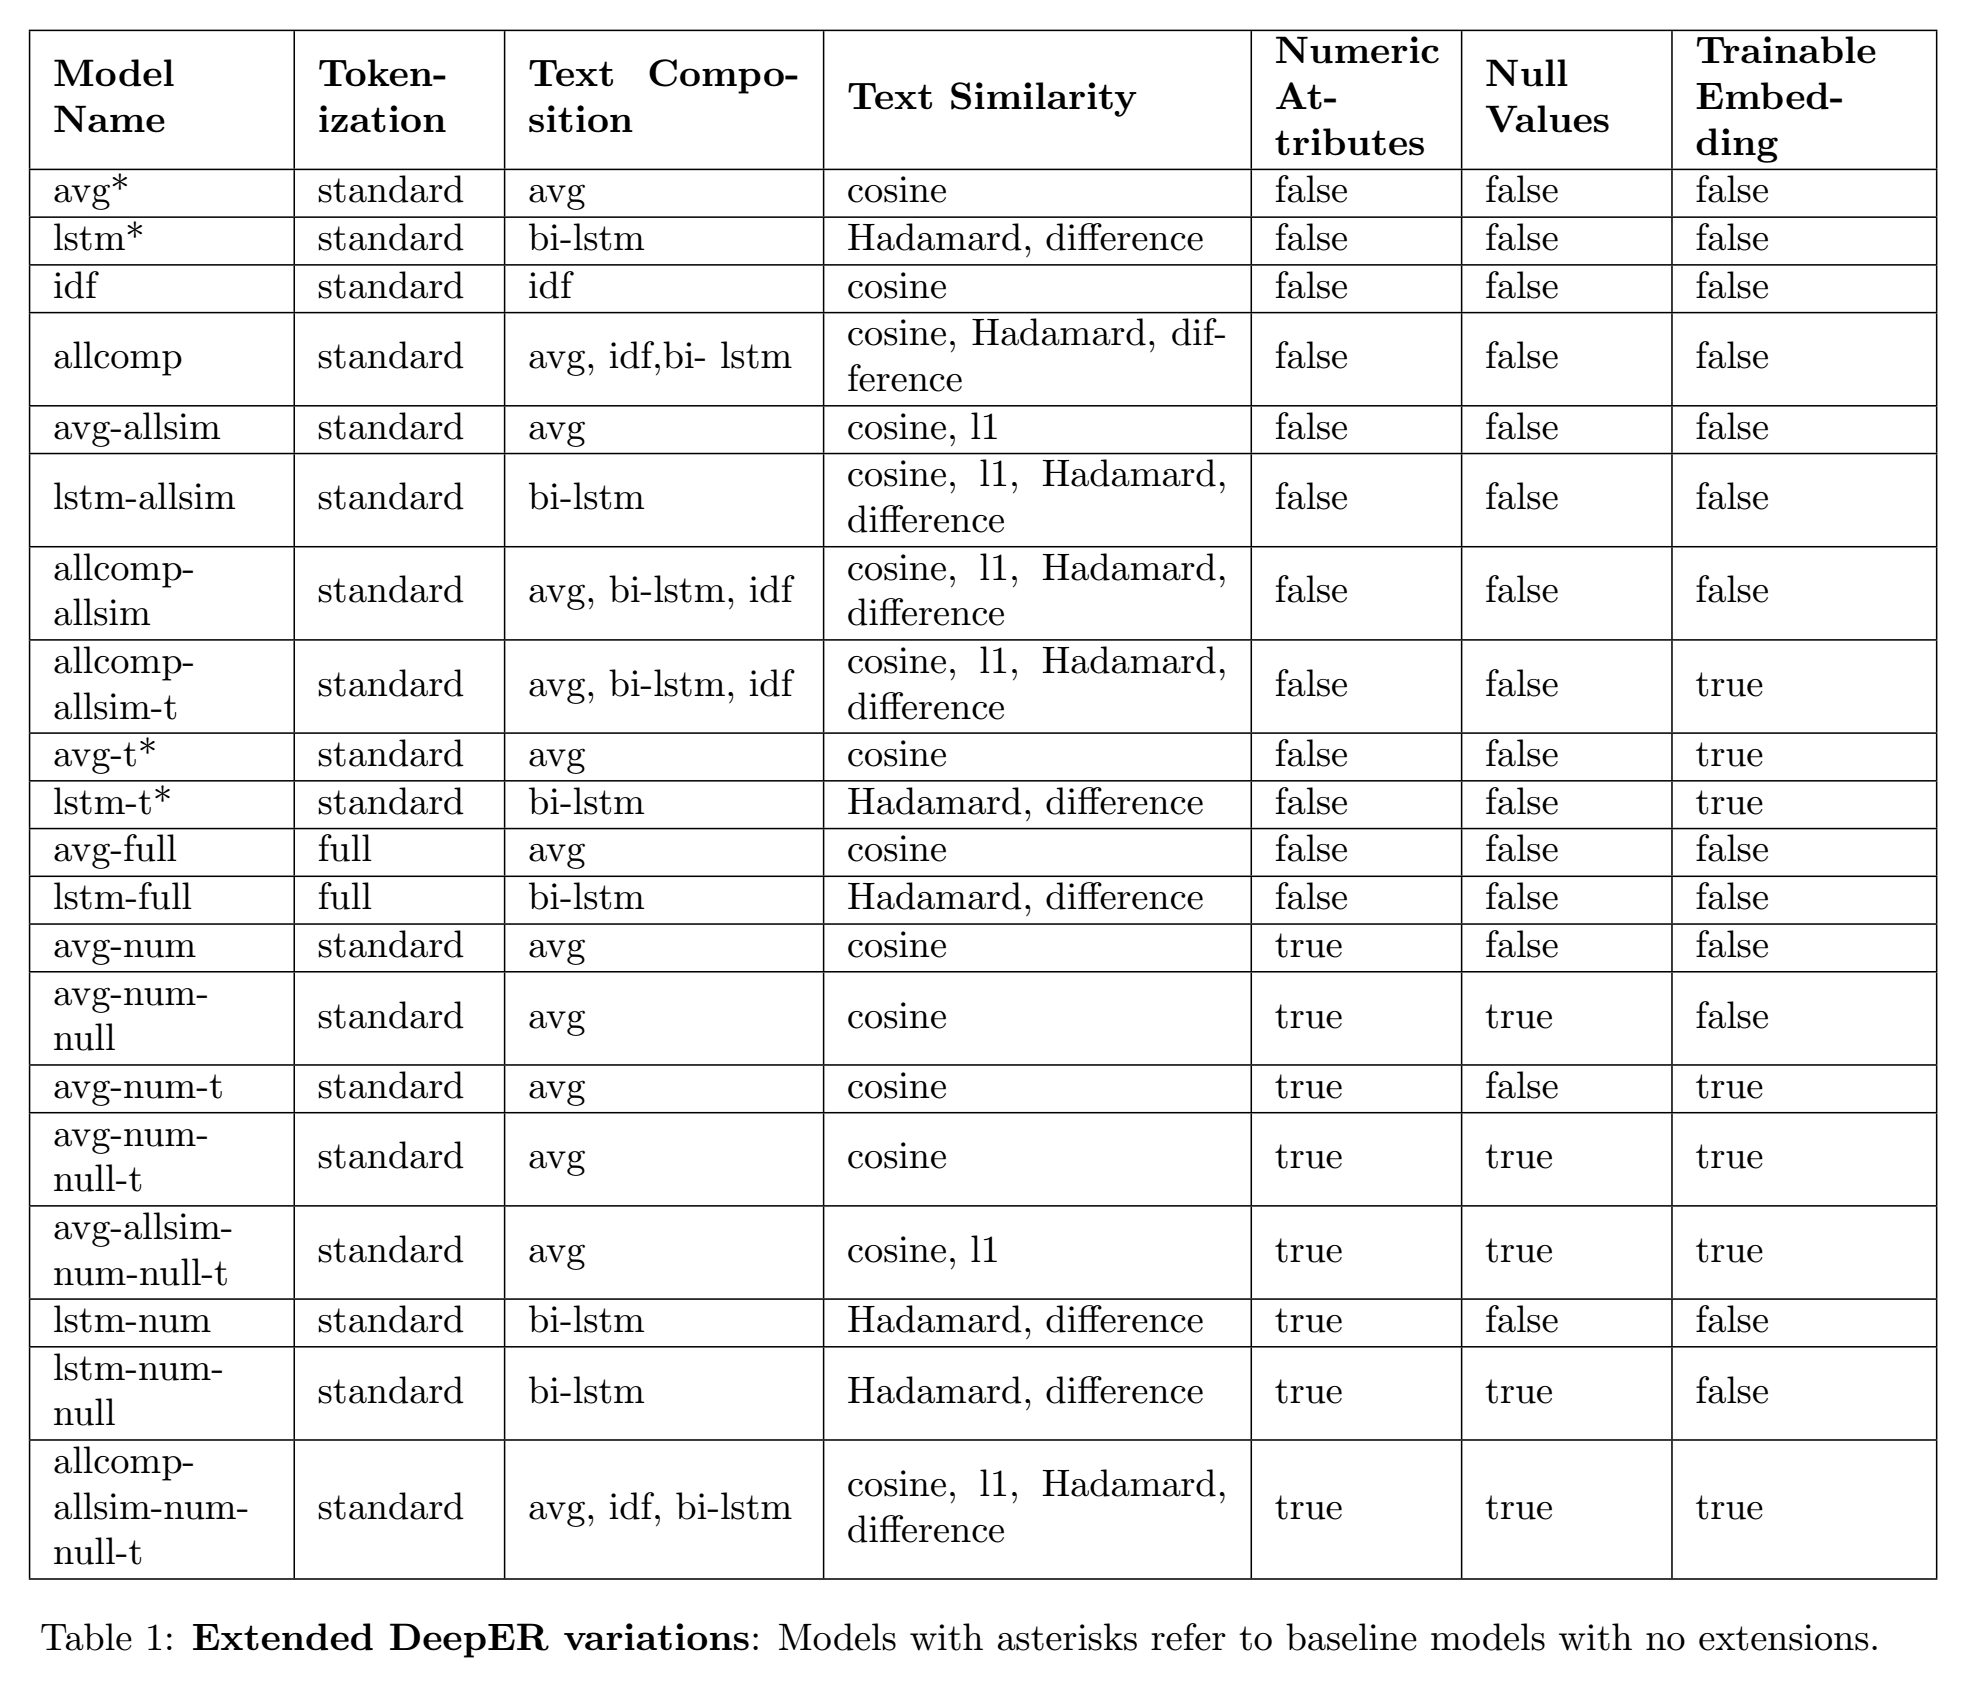 Model Name | Token-ization | Text Compo-sition | Text Similarity | Numeric At-tributes | Null Values | Trainable Embed-ding
avg* | standard | avg | cosine | false | false | false
lstm* | standard | bi-lstm | Hadamard, difference | false | false | false
idf | standard | idf | cosine | false | false | false
allcomp | standard | avg, idf,bi- lstm | cosine, Hadamard, dif-ference | false | false | false
avg-allsim | standard | avg | cosine, l1 | false | false | false
lstm-allsim | standard | bi-lstm | cosine, l1, Hadamard, difference | false | false | false
allcomp-allsim | standard | avg, bi-lstm, idf | cosine, l1, Hadamard, difference | false | false | false
allcomp-allsim-t | standard | avg, bi-lstm, idf | cosine, l1, Hadamard, difference | false | false | true
avg-t* | standard | avg | cosine | false | false | true
lstm-t* | standard | bi-lstm | Hadamard, difference | false | false | true
avg-full | full | avg | cosine | false | false | false
lstm-full | full | bi-lstm | Hadamard, difference | false | false | false
avg-num | standard | avg | cosine | true | false | false
avg-num-null | standard | avg | cosine | true | true | false
avg-num-t | standard | avg | cosine | true | false | true
avg-num-null-t | standard | avg | cosine | true | true | true
avg-allsim-num-null-t | standard | avg | cosine, l1 | true | true | true
lstm-num | standard | bi-lstm | Hadamard, difference | true | false | false
lstm-num-null | standard | bi-lstm | Hadamard, difference | true | true | false
allcomp-allsim-num-null-t | standard | avg, idf, bi-lstm | cosine, l1, Hadamard, difference | true | true | true
Table 1: Extended DeepER variations: Models with asterisks refer to baseline models with no extensions.